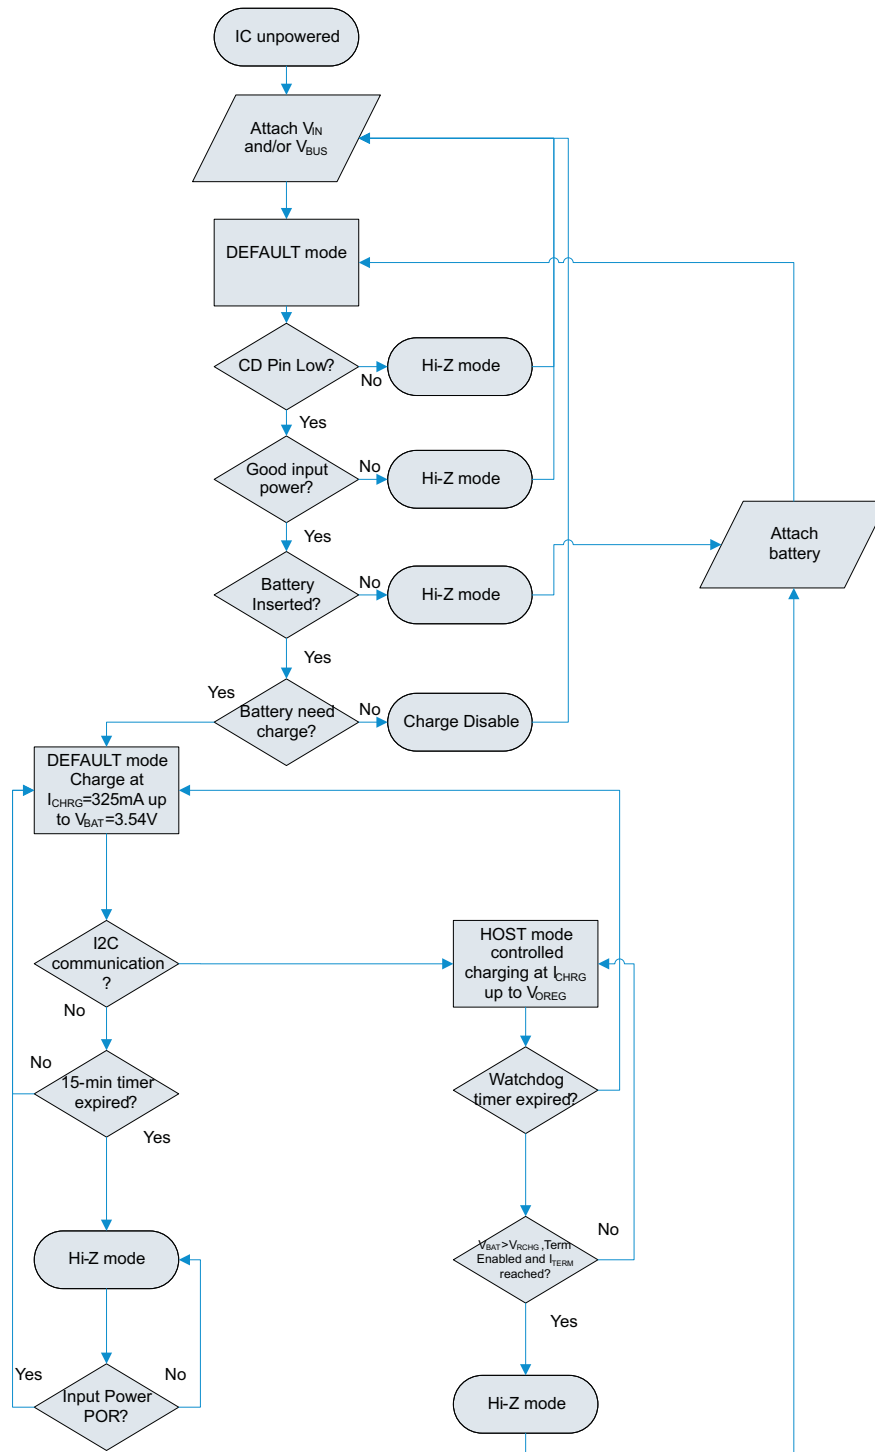 IC unpowered
Attach VIN
and/or VBUS
DEFAULT mode
CD Pin Low?
No
Hi-Z mode
Yes
Good input
power?
No
Hi-Z mode
Yes
Battery
Inserted?
No
Hi-Z mode
Attach
battery
Yes
Yes
Battery need
charge?
No
Charge Disable
DEFAULT mode
Charge at
ICHRG=325mA up
to VBAT=3.54V
I2C
communication
?
No
HOST mode
controlled
charging at ICHRG
up to VOREG
No
15-min timer
expired?
Yes
Watchdog
timer expired?
Hi-Z mode
VBAT>VRCHG,Term
Enabled and ITERM
reached?
No
Yes
Yes
Input Power
POR?
No
Hi-Z mode